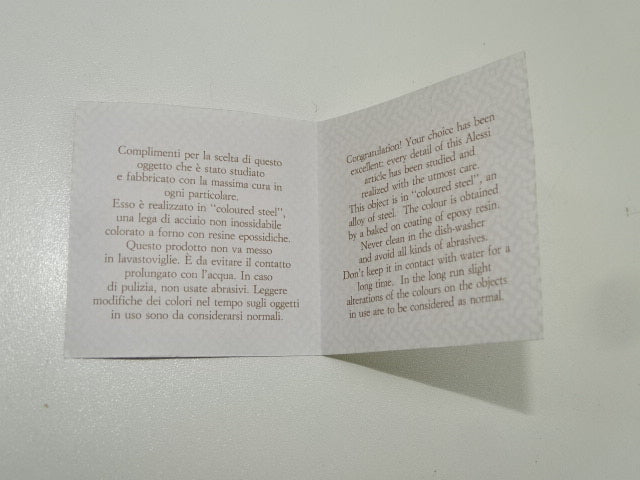 Complimenti per la scelta di questo
oggetto che è stato studiato
e fabbricato con la massima cura in
ogni particolare.
Esso è realizzato in "coloured steel",
una lega di acciaio non inossidabile
colorato a forno con resine epossidiche.
Questo prodotto non va messo
in lavastoviglie. È da evitare il contatto
prolungato con l'acqua. In caso
di pulizia, non usate abrasivi. Leggere
modifiche dei colori nel tempo sugli oggetti
in uso sono da considerarsi normali.
Congratulation! Your choice has been
excellent: every detail of this Alessi
article has been studied and
realized with the utmost care.
This object is in "coloured steel", an
alloy of steel. The colour is obtained
by a baked on coating of epoxy resin.
Never clean in the dish-washer
and avoid all kinds of abrasives.
Don't keep it in contact with water for a
long time. In the long run slight
alterations of the colours on the objects
in use are to be considered as normal.